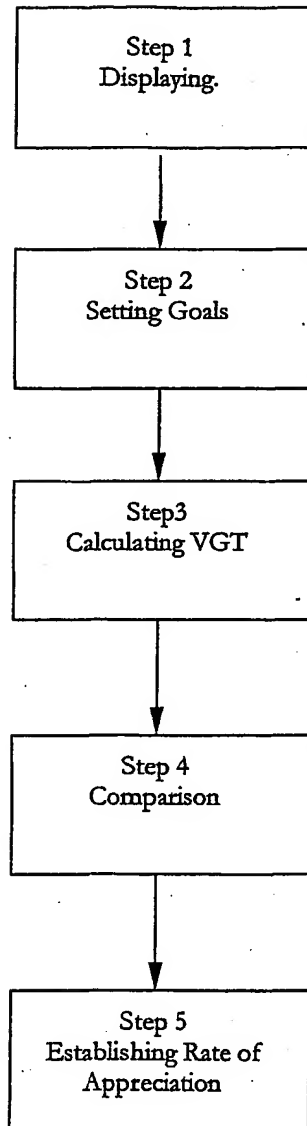 Step 1
Displaying.
Step 2
Setting Goals
Step3
Calculating VGT
Step 4
Comparison
Step 5
Establishing Rate of
Appreciation